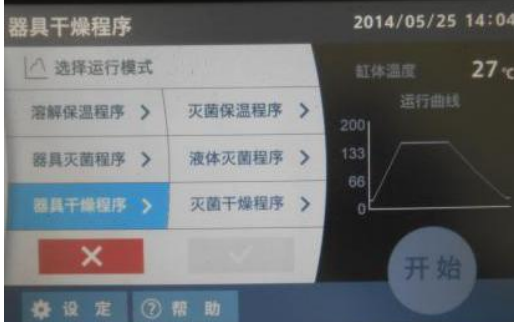 器具干燥程序 2014/05/25 14:04
选择运行模式
缸体温度 27 ℃
溶解保温程序 灭菌保温程序
器具灭菌程序 液体灭菌程序
器具干燥程序 灭菌干燥程序
运行曲线
200
133
66
0
开始
设定 帮助